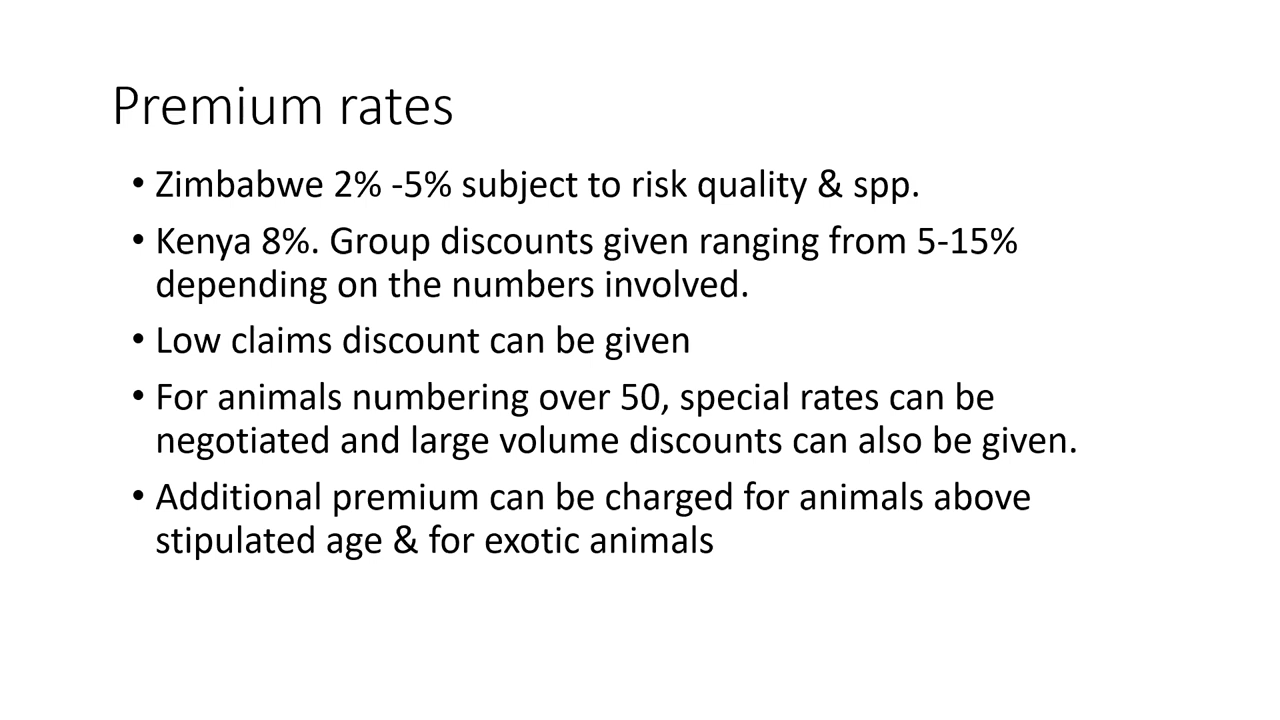 Premium rates
• Zimbabwe 2% -5% subject to risk quality & spp.
• Kenya 8%. Group discounts given ranging from 5-15%
depending on the numbers involved.
• Low claims discount can be given
• For animals numbering over 50, special rates can be
negotiated and large volume discounts can also be given.
• Additional premium can be charged for animals above
stipulated age & for exotic animals